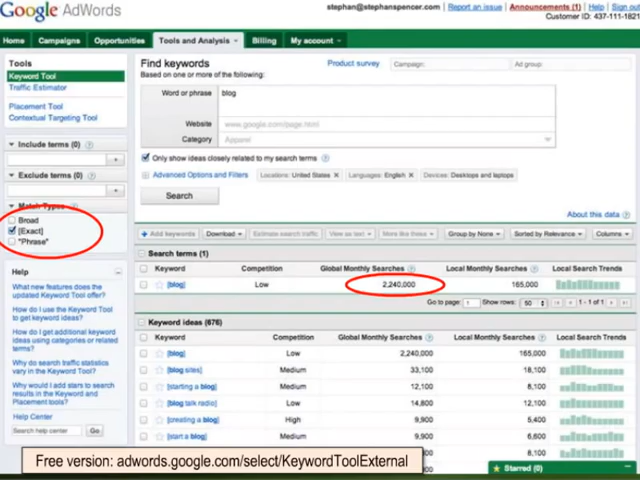 Google AdWords
stephan@stephanspencer.com | Report an issue | Announcements (1) | Help | Sign out
Customer ID: 437-111-1821
Home Campaigns Opportunities Tools and Analysis Billing My account
Tools
Keyword Tool
Traffic Estimator
Placement Tool
Contextual Targeting Tool
Include terms (0)
Exclude terms (0)
Match Types
Broad
[Exact]
"Phrase"
Help
What new features does the
updated Keyword Tool offer?
How do I use the Keyword Tool
to get keyword ideas?
How do I get additional keyword
ideas using categories or related
terms?
Why do search traffic statistics
vary in the Keyword Tool?
Why would I add stars to search
results in the Keyword and
Placement tools?
Help Center
Search help center Go
Find keywords
Based on one or more of the following:
Product survey Campaign: Ad group:
Word or phrase blog
Website www.google.com/page.html
Category Apparel
Only show ideas closely related to my search terms
Advanced Options and Filters Locations: United States × Languages: English × Devices: Desktops and laptops
Search
About this data
+ Add keywords Download Estimate search traffic View as text More like these Group by None Sorted by Relevance Columns
Search terms (1)
Keyword Competition Global Monthly Searches Local Monthly Searches Local Search Trends
[blog] Low 2,240,000 165,000
Go to page: 1 Show rows: 50 1 - 1 of 1
Keyword ideas (676)
Keyword Competition Global Monthly Searches Local Monthly Searches Local Search Trends
[blog] Low 2,240,000 165,000
[blog sites] Medium 33,100 18,100
[starting a blog] Medium 12,100 8,100
[blog talk radio] Low 14,800 12,100
[creating a blog] High 9,900 5,400
[start a blog] Medium 9,900 6,600
Medium 9,900 8,100
Free version: adwords.google.com/select/KeywordToolExternal
Starred (0)